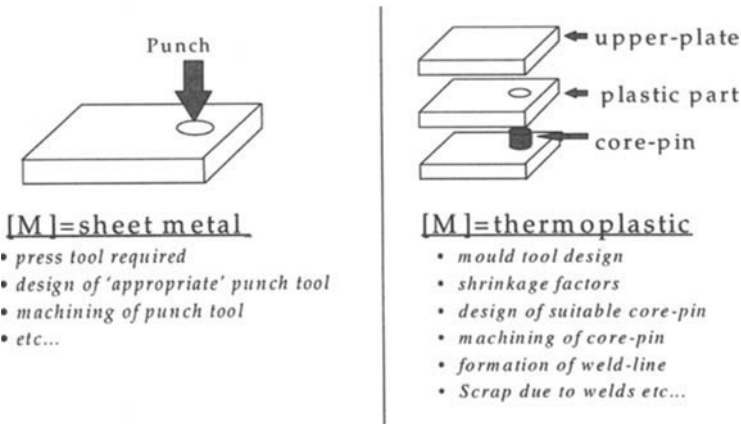 Punch
[M]=sheet metal
• press tool required
• design of 'appropriate' punch tool
• machining of punch tool
• etc...
upper-plate
plastic part
core-pin
[M]=thermoplastic
• mould tool design
• shrinkage factors
• design of suitable core-pin
• machining of core-pin
• formation of weld-line
• Scrap due to welds etc...